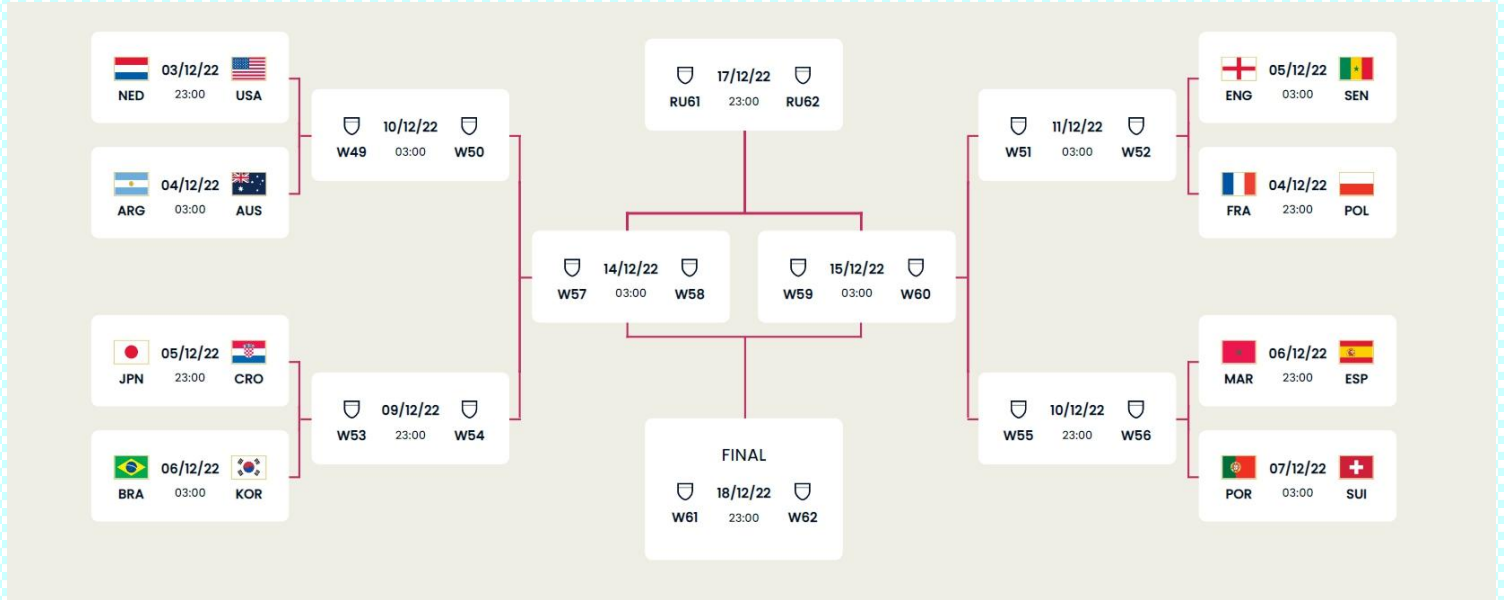 NED 03/12/22 USA
23:00
ARG 04/12/22 AUS
03:00
W49 10/12/22 W50
03:00
JPN 05/12/22 CRO
23:00
BRA 06/12/22 KOR
03:00
W53 09/12/22 W54
23:00
RU61 17/12/22 RU62
23:00
W57 14/12/22 W58
03:00
W59 15/12/22 W60
03:00
FINAL
W61 18/12/22 W62
23:00
W51 11/12/22 W52
03:00
ENG 05/12/22 SEN
03:00
FRA 04/12/22 POL
23:00
W55 10/12/22 W56
23:00
MAR 06/12/22 ESP
23:00
POR 07/12/22 SUI
03:00